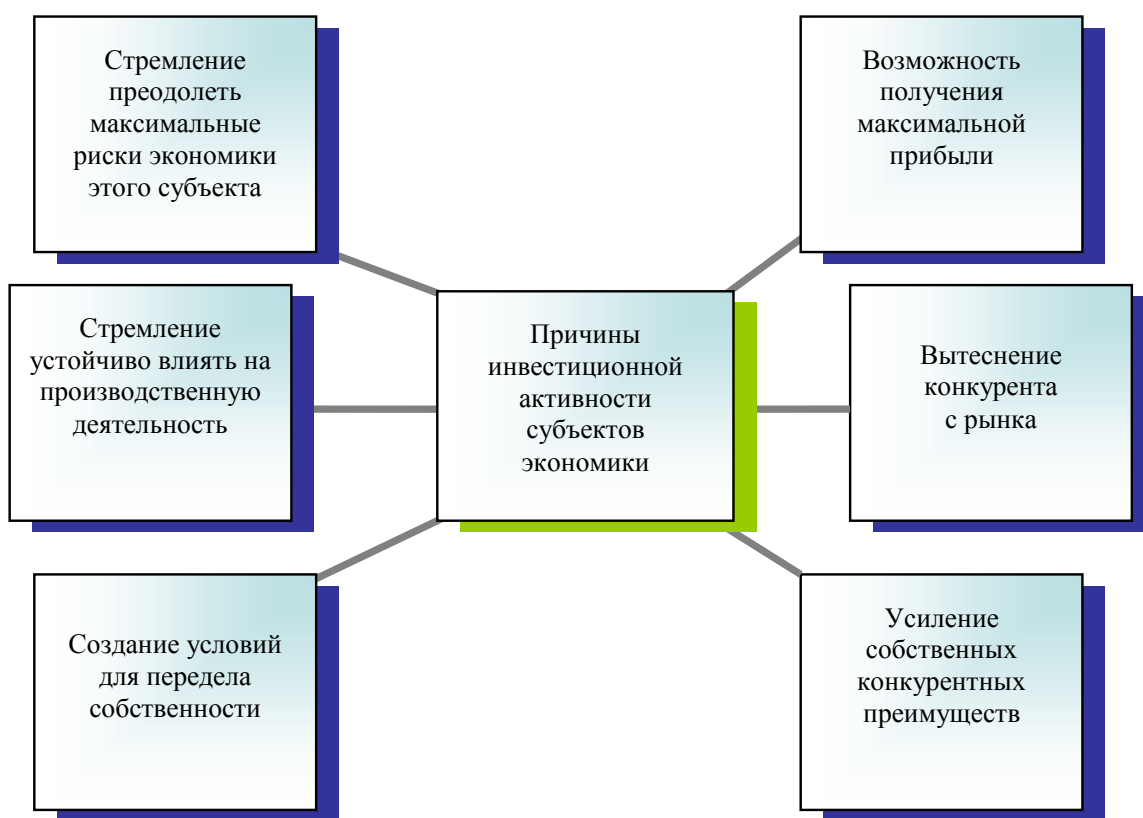 Стремление
преодолеть
максимальные
риски экономики
этого субъекта
Возможность
получения
максимальной
прибыли
Стремление
устойчиво влиять на
производственную
деятельность
Причины
инвестиционной
активности
субъектов
экономики
Вытеснение
конкурента
с рынка
Создание условий
для передела
собственности
Усиление
собственных
конкурентных
преимуществ